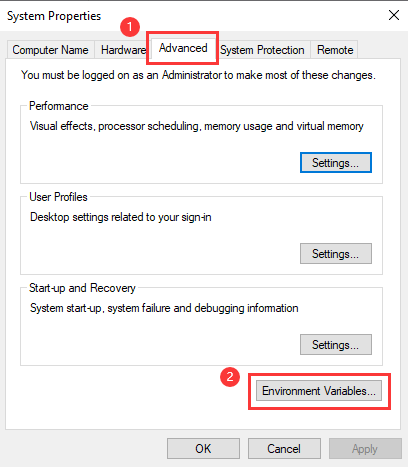 System Properties
1
Computer Name Hardware Advanced System Protection Remote
You must be logged on as an Administrator to make most of these changes.
Performance
Visual effects, processor scheduling, memory usage and virtual memory
Settings...
User Profiles
Desktop settings related to your sign-in
Settings...
Start-up and Recovery
System start-up, system failure and debugging information
Settings...
2
Environment Variables...
OK Cancel Apply